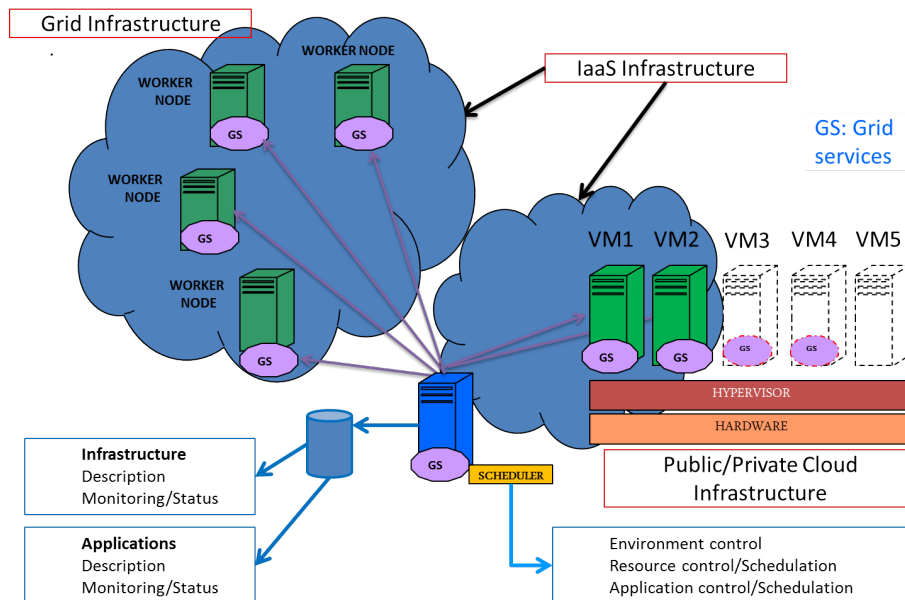 Grid Infrastructure
WORKER NODE
IaaS Infrastructure
WORKER
NODE
GS
GS
GS: Grid
services
WORKER
NODE
GS
VM1
VM2
VM3
VM4
VM5
WORKER
NODE
GS
GS
GS
GS
GS
HYPERVISOR
HARDWARE
GS
SCHEDULER
Public/Private Cloud
Infrastructure
Infrastructure
Description
Monitoring/Status
Applications
Description
Monitoring/Status
Environment control
Resource control/Schedulation
Application control/Schedulation